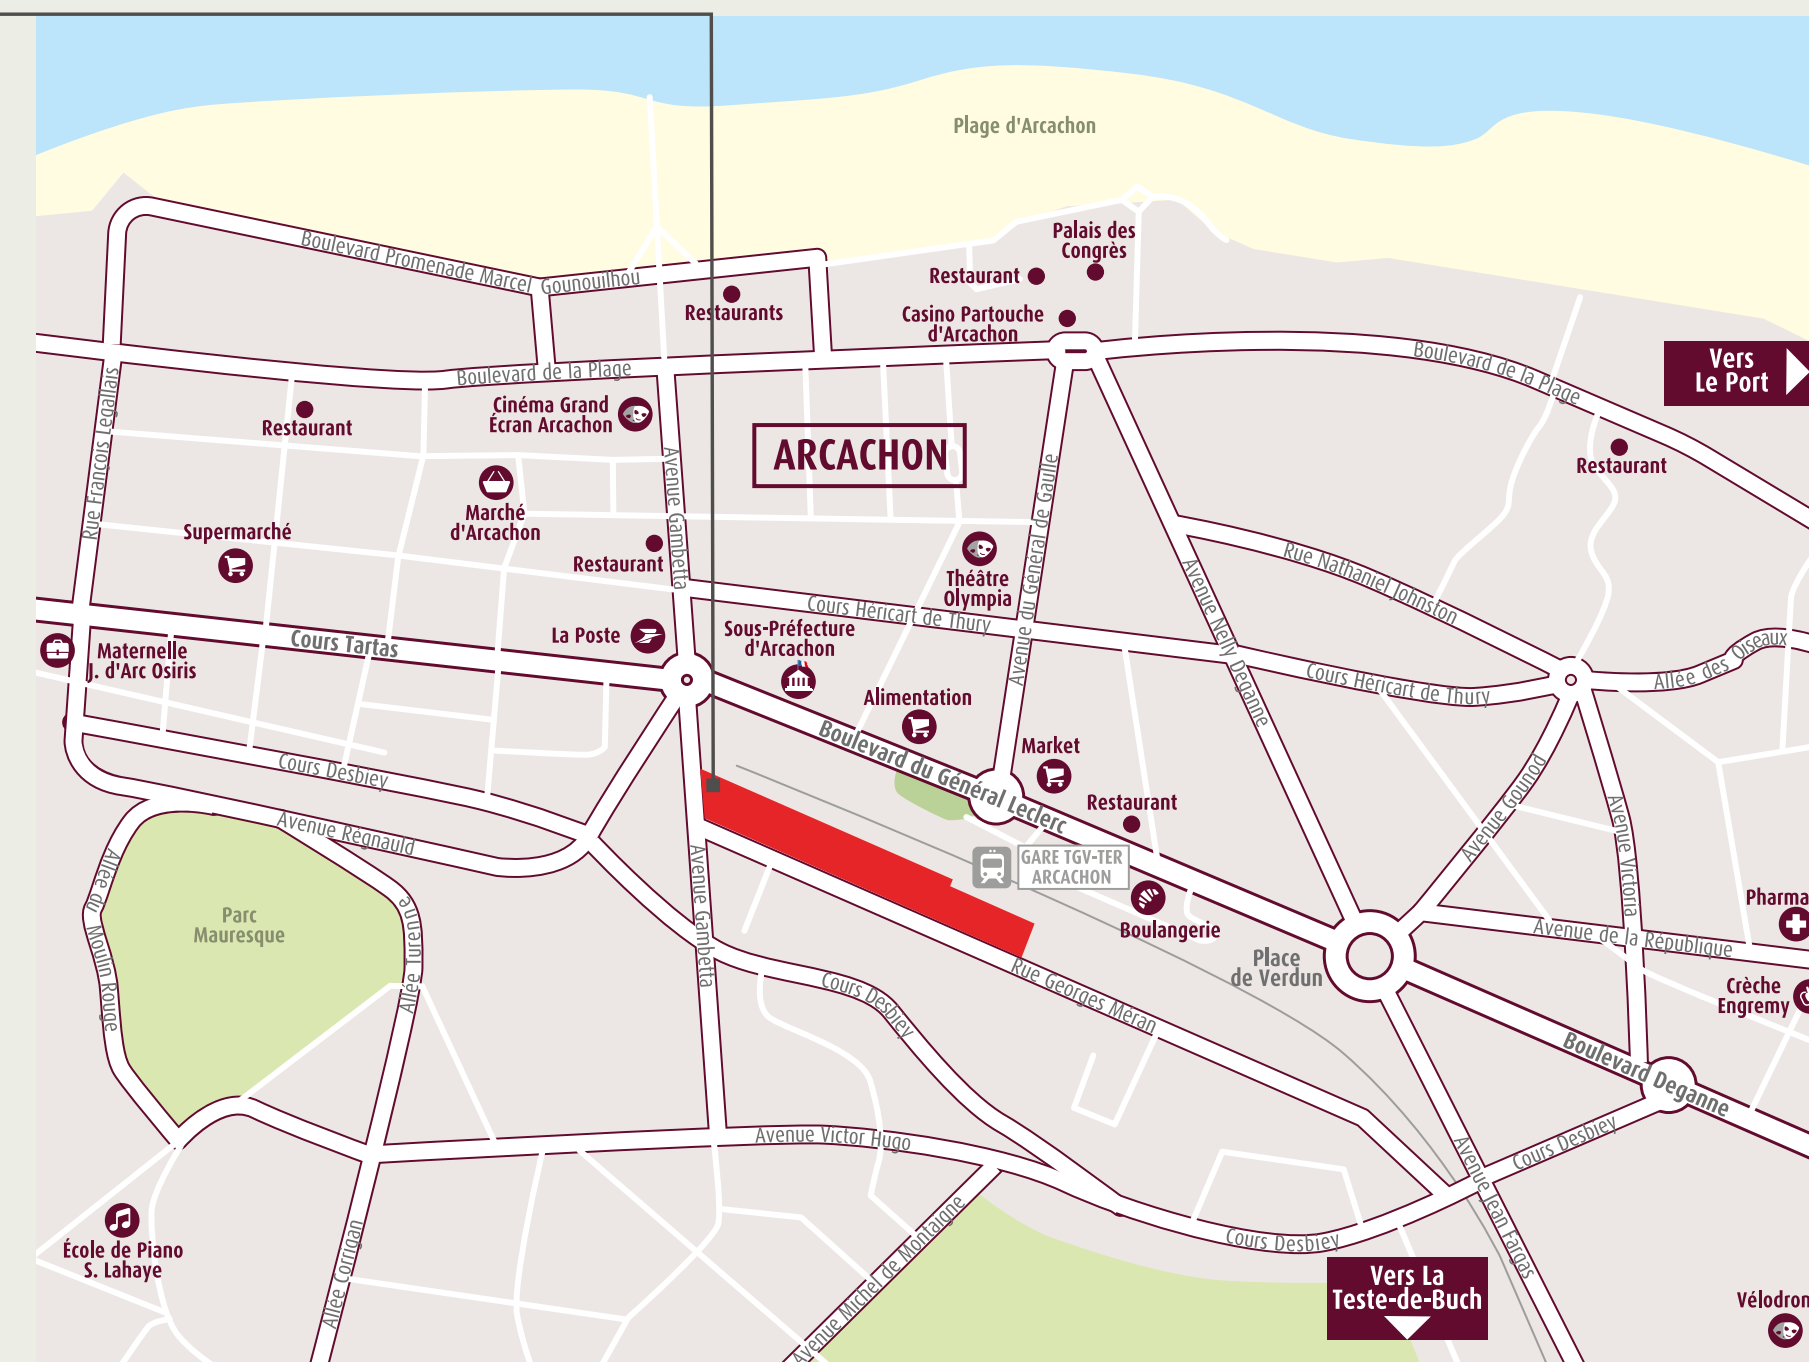 Plage d'Arcachon
Palais des
Congrès
Restaurant
Boulevard Promenade Marcel Gounouilhou
Restaurants
Casino Partouche
d'Arcachon
Vers
Le Port
Boulevard de la Plage
Boulevard de la Plage
Cinéma Grand
Écran Arcachon
Restaurant
Rue François Legallais
ARCACHON
Avenue Gambetta
Avenue du Général de Gaulle
Restaurant
Marché
d'Arcachon
Supermarché
Restaurant
Théâtre
Olympia
Rue Nathaniel Johnston
Avenue Nelly Deganne
Cours Héricart de Thury
La Poste
Sous-Préfecture
d'Arcachon
Cours Tartas
Maternelle
J. d'Arc Osiris
Allée des Oiseaux
Cours Héricart de Thury
Alimentation
Boulevard du Général Leclerc
Market
Cours Desbiey
Restaurant
Avenue Gounod
Avenue Victoria
Avenue Régnauld
GARE TGV-TER
ARCACHON
Allée du Moulin Rouge
Parc
Mauresque
Allée Turenne
Avenue Gambetta
Boulangerie
Pharma
Place
de Verdun
Avenue de la République
Crèche
Engremy
Cours Desbiey
Rue Georges Méran
Boulevard Deganne
Avenue Victor Hugo
Cours Desbiey
Avenue Jean Fargas
École de Piano
S. Lahaye
Allée Corrigan
Avenue Michel de Montaigne
Cours Desbiey
Vers La
Teste-de-Buch
Vélodrom